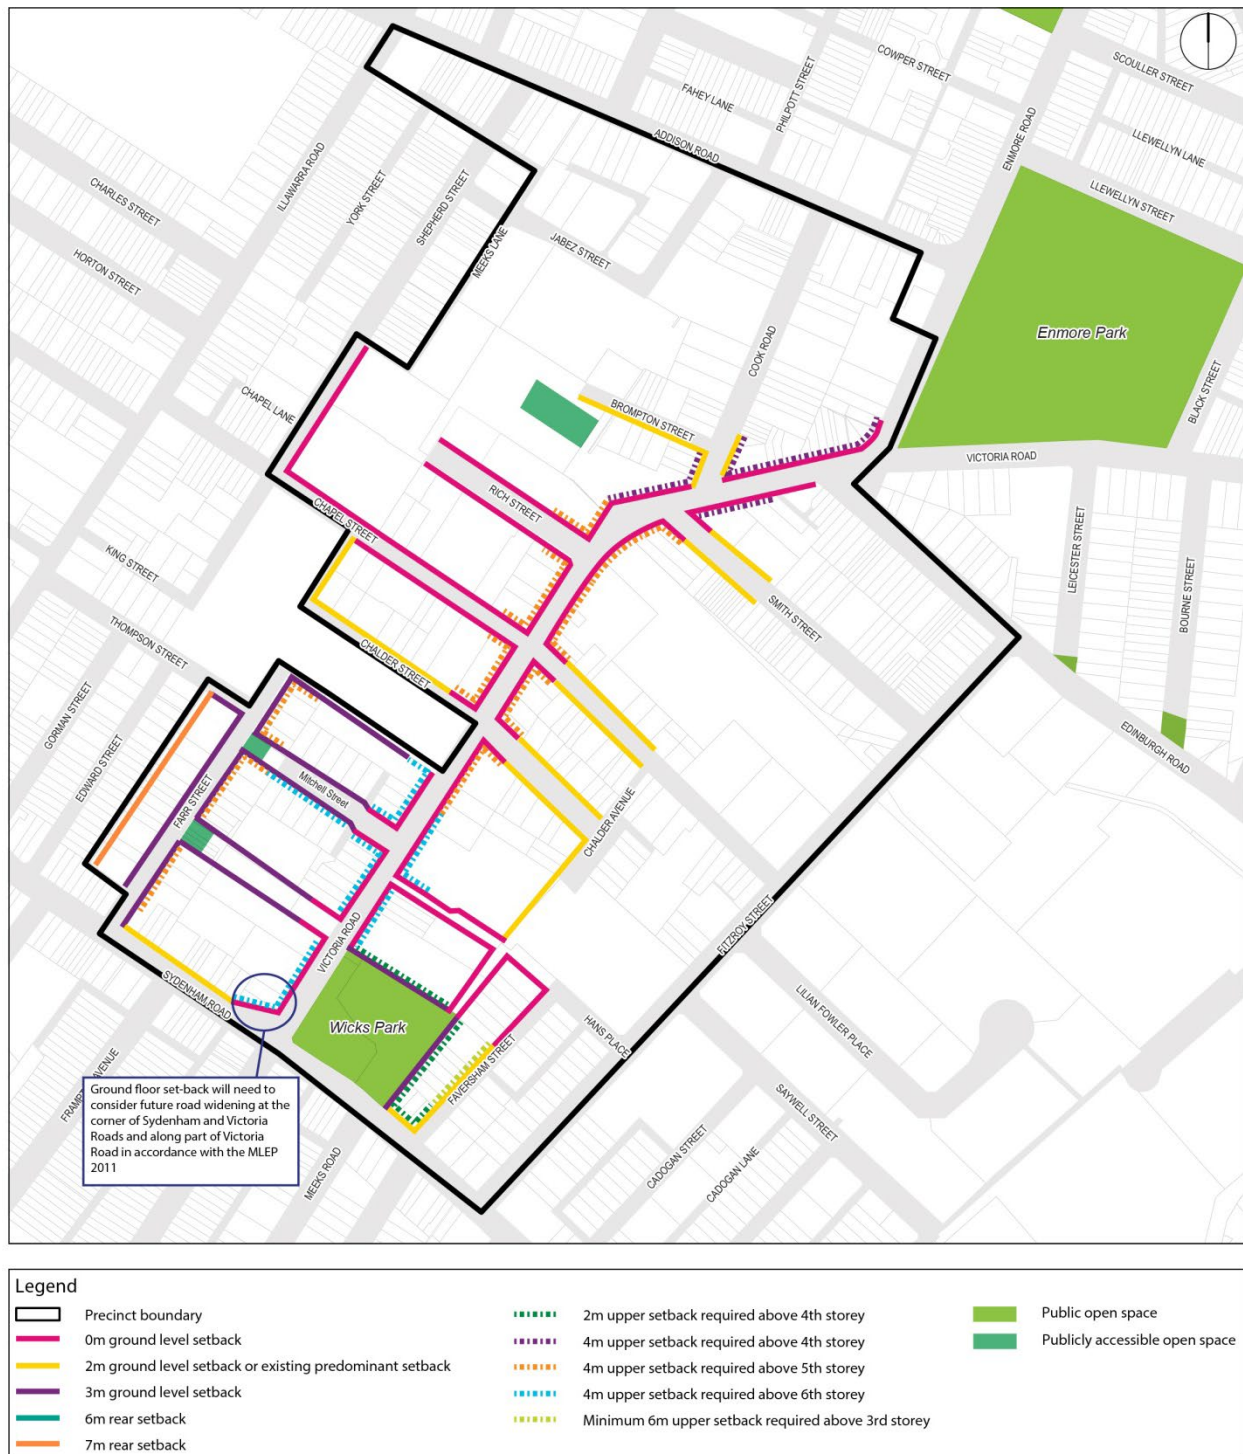 COWPER STREET
SCOULLER STREET
PHILPOTT STREET
FAHEY LANE
ENMORE ROAD
LLEWELLYN LANE
ADDISON ROAD
LLEWELLYN STREET
ILLAWARRA ROAD
CHARLES STREET
YORK STREET
SHEPHERD STREET
MEEKS LANE
JABEZ STREET
HORTON STREET
Enmore Park
COOK ROAD
BLACK STREET
CHAPEL LANE
BROMPTON STREET
VICTORIA ROAD
RICH STREET
CHAPEL STREET
LEICESTER STREET
KING STREET
BOURNE STREET
SMITH STREET
THOMPSON STREET
CHALDER STREET
GORMAN STREET
EDINBURGH ROAD
EDWARD STREET
Mitchell Street
FARR STREET
CHALDER AVENUE
VICTORIA ROAD
FITZROY STREET
SYDENHAM ROAD
Wicks Park
LILIAN FOWLER PLACE
HANS PLACE
FAVERSHAM STREET
Ground floor set-back will need to
consider future road widening at the
corner of Sydenham and Victoria
Roads and along part of Victoria
Road in accordance with the MLEP
2011
SAYWELL STREET
MEEKS ROAD
CADOGAN STREET
CADOGAN LANE
Legend
Precinct boundary
0m ground level setback
2m ground level setback or existing predominant setback
3m ground level setback
6m rear setback
7m rear setback
2m upper setback required above 4th storey
4m upper setback required above 4th storey
4m upper setback required above 5th storey
4m upper setback required above 6th storey
Minimum 6m upper setback required above 3rd storey
Public open space
Publicly accessible open space